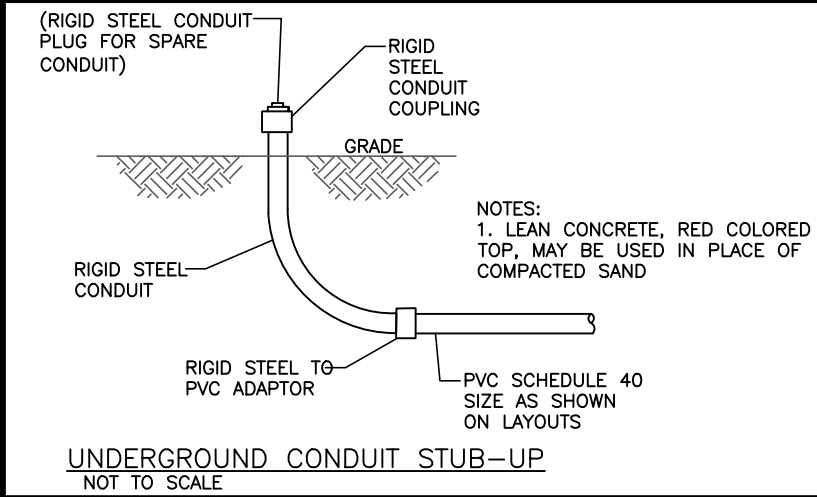 (RIGID STEEL CONDUIT
PLUG FOR SPARE
CONDUIT)
RIGID
STEEL
CONDUIT
COUPLING
GRADE
NOTES:
1. LEAN CONCRETE, RED COLORED
TOP, MAY BE USED IN PLACE OF
COMPACTED SAND
RIGID STEEL
CONDUIT
RIGID STEEL TO
PVC ADAPTOR
PVC SCHEDULE 40
SIZE AS SHOWN
ON LAYOUTS
UNDERGROUND CONDUIT STUB-UP
NOT TO SCALE